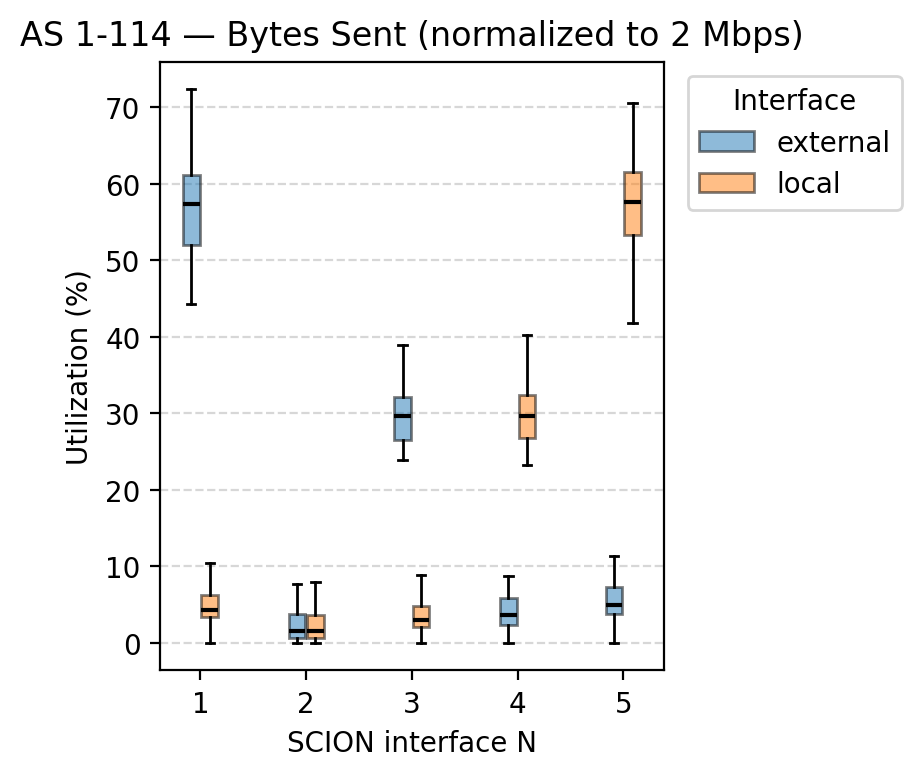 AS 1-114 — Bytes Sent (normalized to 2 Mbps)
Interface
external
local
Utilization (%)
70
60
50
40
30
20
10
0
1 2 3 4 5
SCION interface N